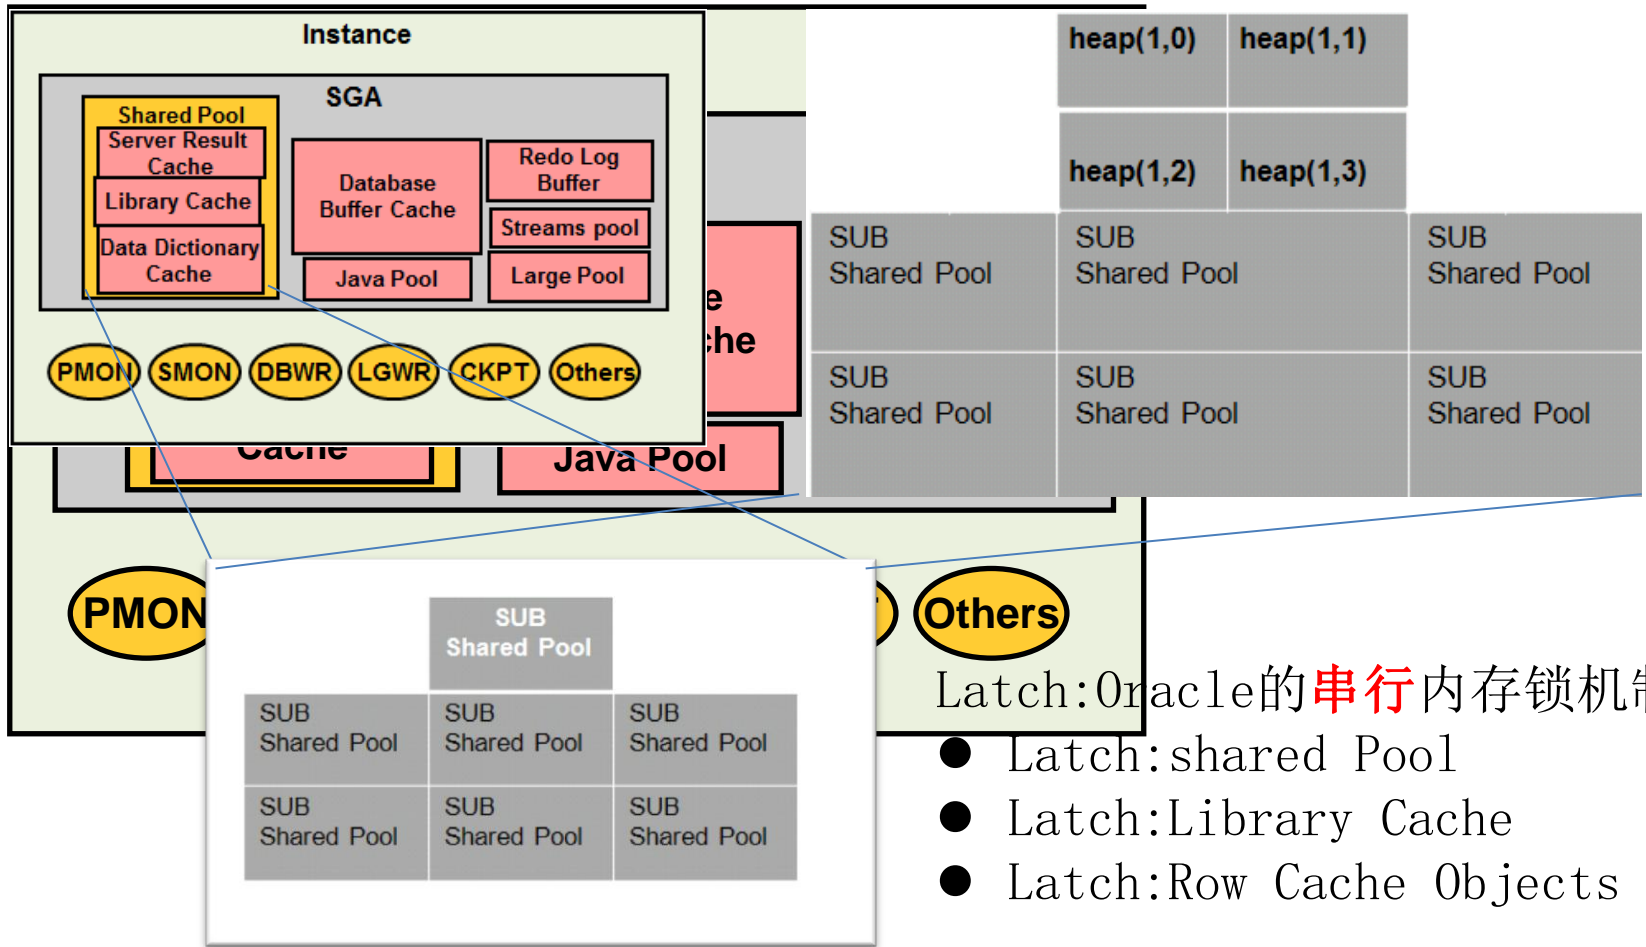 Instance
SGA
Shared Pool
Server Result
Cache
Library Cache
Data Dictionary
Cache
Database
Buffer Cache
Java Pool
Redo Log
Buffer
Streams pool
Large Pool
PMON
SMON
DBWR
LGWR
CKPT
Others
heap(1,0)
heap(1,1)
heap(1,2)
heap(1,3)
SUB
Shared Pool
SUB
Shared Pool
SUB
Shared Pool
SUB
Shared Pool
SUB
Shared Pool
SUB
Shared Pool
Cache
Java Pool
PMON
Others
SUB
Shared Pool
SUB
Shared Pool
SUB
Shared Pool
SUB
Shared Pool
SUB
Shared Pool
SUB
Shared Pool
SUB
Shared Pool
Latch:Oracle的串行内存锁机制
● Latch:shared Pool
● Latch:Library Cache
● Latch:Row Cache Objects